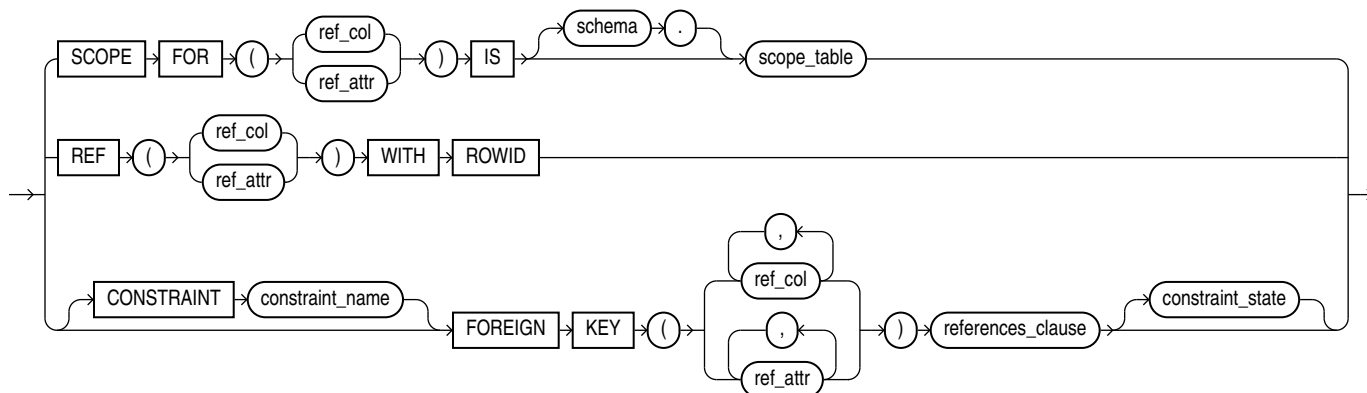 ref_col
SCOPE FOR ( ) IS schema . scope_table
ref_attr
ref_col
REF ( ) WITH ROWID
ref_attr
,
ref_col
CONSTRAINT constraint_name constraint_state
FOREIGN KEY ( , ) references_clause
ref_attr